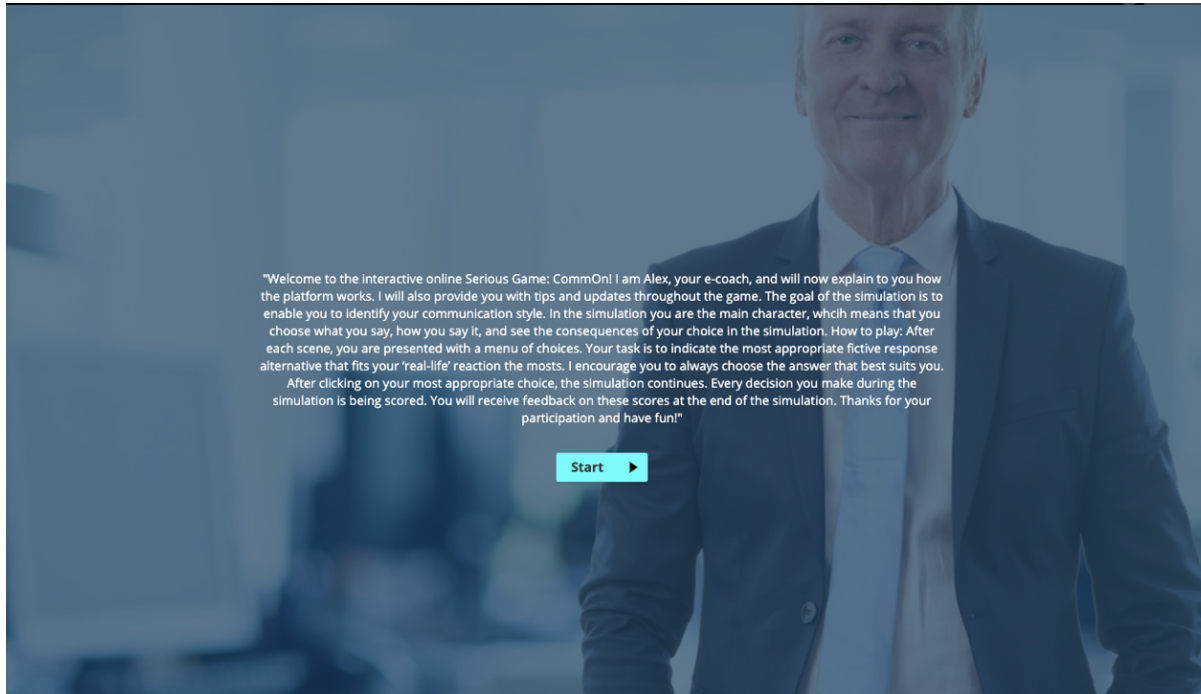 "Welcome to the interactive online Serious Game: CommOn! I am Alex, your e-coach, and will now explain to you how
the platform works. I will also provide you with tips and updates throughout the game. The goal of the simulation is to
enable you to identify your communication style. In the simulation you are the main character, whcih means that you
choose what you say, how you say it, and see the consequences of your choice in the simulation. How to play: After
each scene, you are presented with a menu of choices. Your task is to indicate the most appropriate fictive response
alternative that fits your ‘real-life’ reaction the mosts. I encourage you to always choose the answer that best suits you.
After clicking on your most appropriate choice, the simulation continues. Every decision you make during the
simulation is being scored. You will receive feedback on these scores at the end of the simulation. Thanks for your
participation and have fun!"
Start